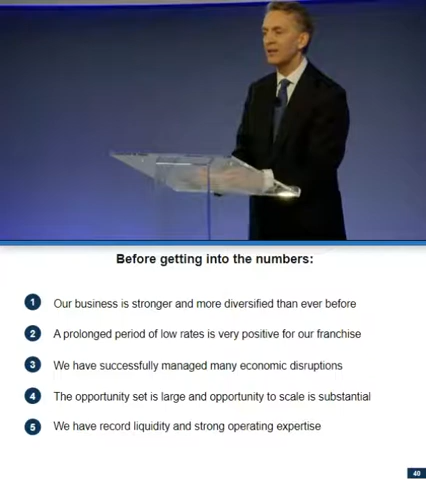 Before getting into the numbers:
1 Our business is stronger and more diversified than ever before
2 A prolonged period of low rates is very positive for our franchise
3 We have successfully managed many economic disruptions
4 The opportunity set is large and opportunity to scale is substantial
5 We have record liquidity and strong operating expertise
40